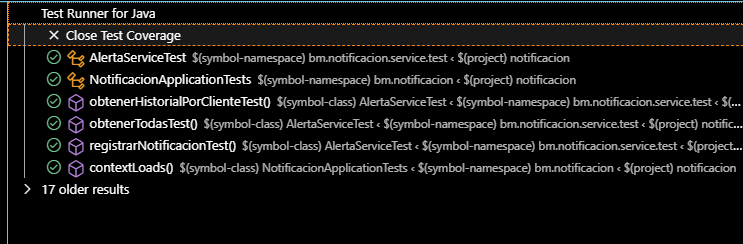 Test Runner for Java
Close Test Coverage
AlertaServiceTest $(symbol-namespace) bm.notificacion.service.test < $(project) notificacion
NotificacionApplicationTests $(symbol-namespace) bm.notificacion < $(project) notificacion
obtenerHistorialPorClienteTest() $(symbol-class) AlertaServiceTest < $(symbol-namespace) bm.notificacion.service.test < $(...
obtenerTodasTest() $(symbol-class) AlertaServiceTest < $(symbol-namespace) bm.notificacion.service.test < $(project) notific...
registrarNotificacionTest() $(symbol-class) AlertaServiceTest < $(symbol-namespace) bm.notificacion.service.test < $(project...
contextLoads() $(symbol-class) NotificacionApplicationTests < $(symbol-namespace) bm.notificacion < $(project) notificacion
17 older results